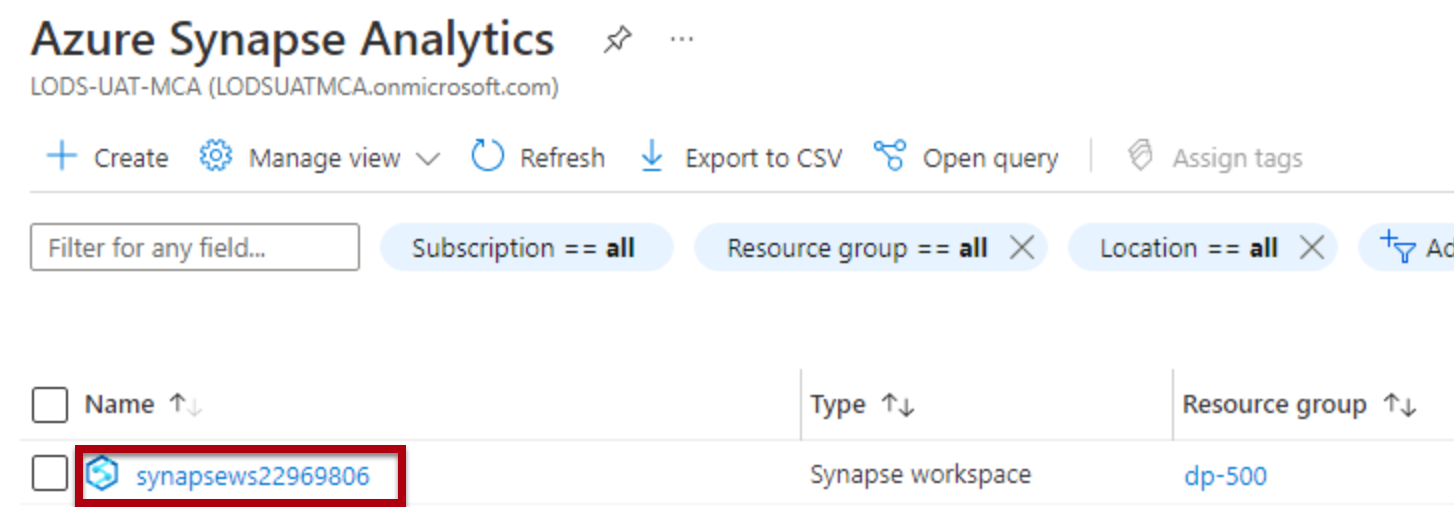 Azure Synapse Analytics ...
LODS-UAT-MCA (LODSUATMCA.onmicrosoft.com)
Create Manage view Refresh Export to CSV Open query Assign tags
Filter for any field... Subscription == all Resource group == all Location == all
Name Type Resource group
synapsews22969806 Synapse workspace dp-500